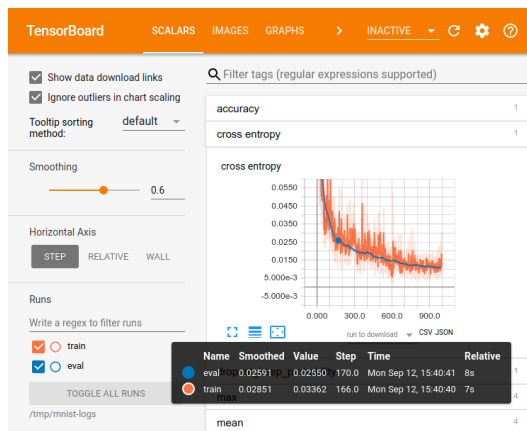 TensorBoard SCALARS IMAGES GRAPHS INACTIVE
Show data download links
Ignore outliers in chart scaling
Tooltip sorting method: default
Smoothing
0.6
Horizontal Axis
STEP RELATIVE WALL
Runs
Write a regex to filter runs
train
eval
TOGGLE ALL RUNS
/tmp/mnist-logs
Filter tags (regular expressions supported)
accuracy 1
cross entropy 1
cross entropy
0.0550
0.0450
0.0350
0.0250
0.0150
5.000e-3
-5.000e-3
0.000 300.0 600.0 900.0
run to download CSV JSON
Name Smoothed Value Step Time Relative
eval 0.02591 0.02550 170.0 Mon Sep 12, 15:40:41 8s
train 0.02851 0.03362 166.0 Mon Sep 12, 15:40:40 7s
1
max 4
mean 4